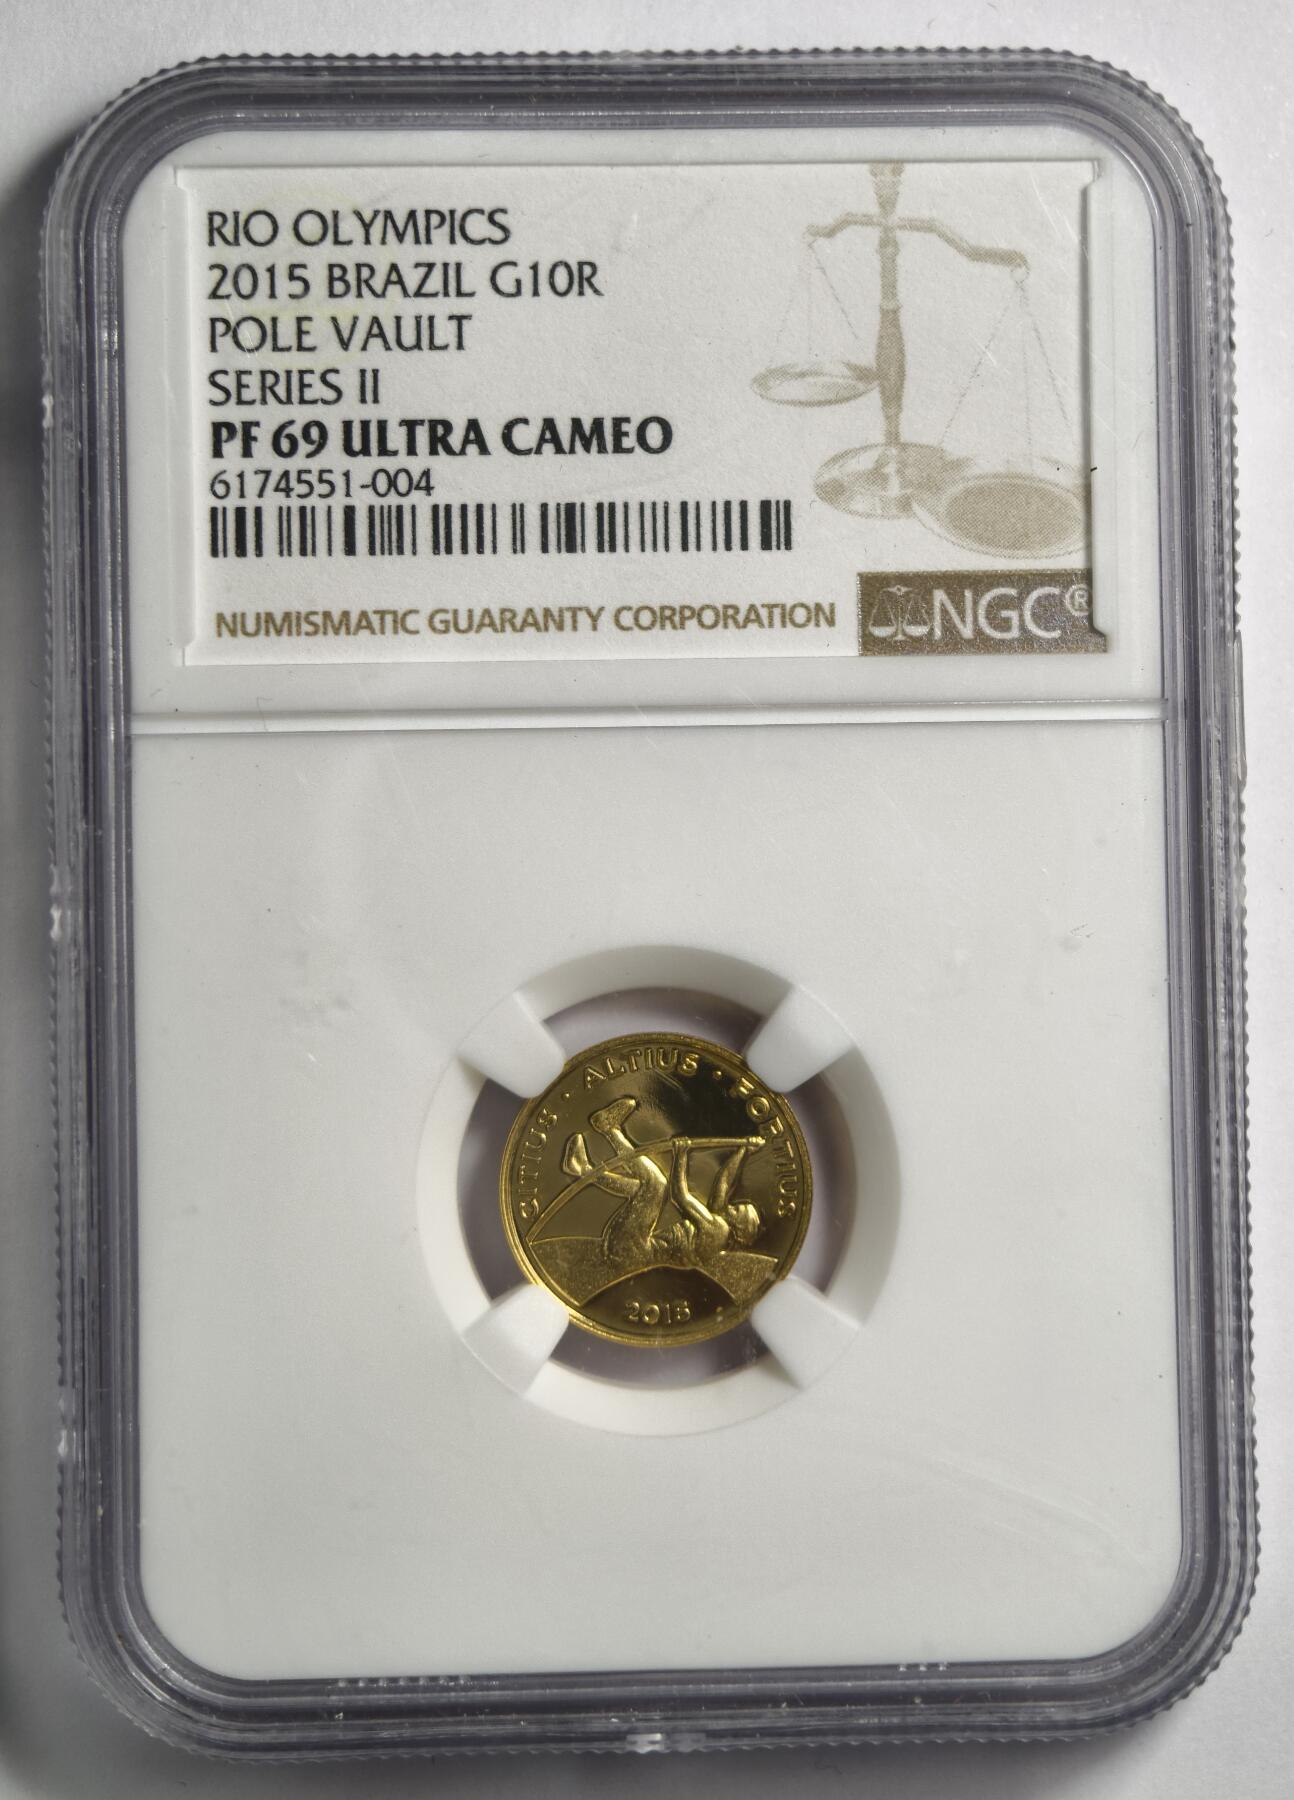 RIO OLYMPICS
2015 BRAZIL G10R
POLE VAULT
SERIES II
PF 69 ULTRA CAMEO
6174551-004
NUMISMATIC GUARANTY CORPORATION
NGC®
CITIUS · ALTIUS · FORTIUS
2015